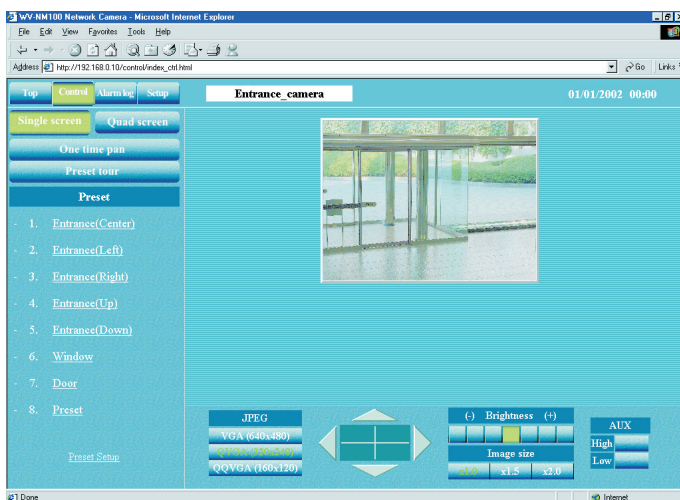 WV-NM100 Network Camera - Microsoft Internet Explorer
File Edit View Favorites Tools Help
Address http://192.168.0.10/control/index_ctrl.html Go Links
Top Control Alarm log Setup
Entrance_camera
01/01/2002 00:00
Single screen Quad screen
One time pan
Preset tour
Preset
- 1. Entrance(Center)
- 2. Entrance(Left)
- 3. Entrance(Right)
- 4. Entrance(Up)
- 5. Entrance(Down)
- 6. Window
- 7. Door
- 8. Preset
Preset Setup
JPEG
VGA (640x480)
QVGA (320x240)
QQVGA (160x120)
(-) Brightness (+)
Image size
x1.0 x1.5 x2.0
AUX
High
Low
Done
Internet